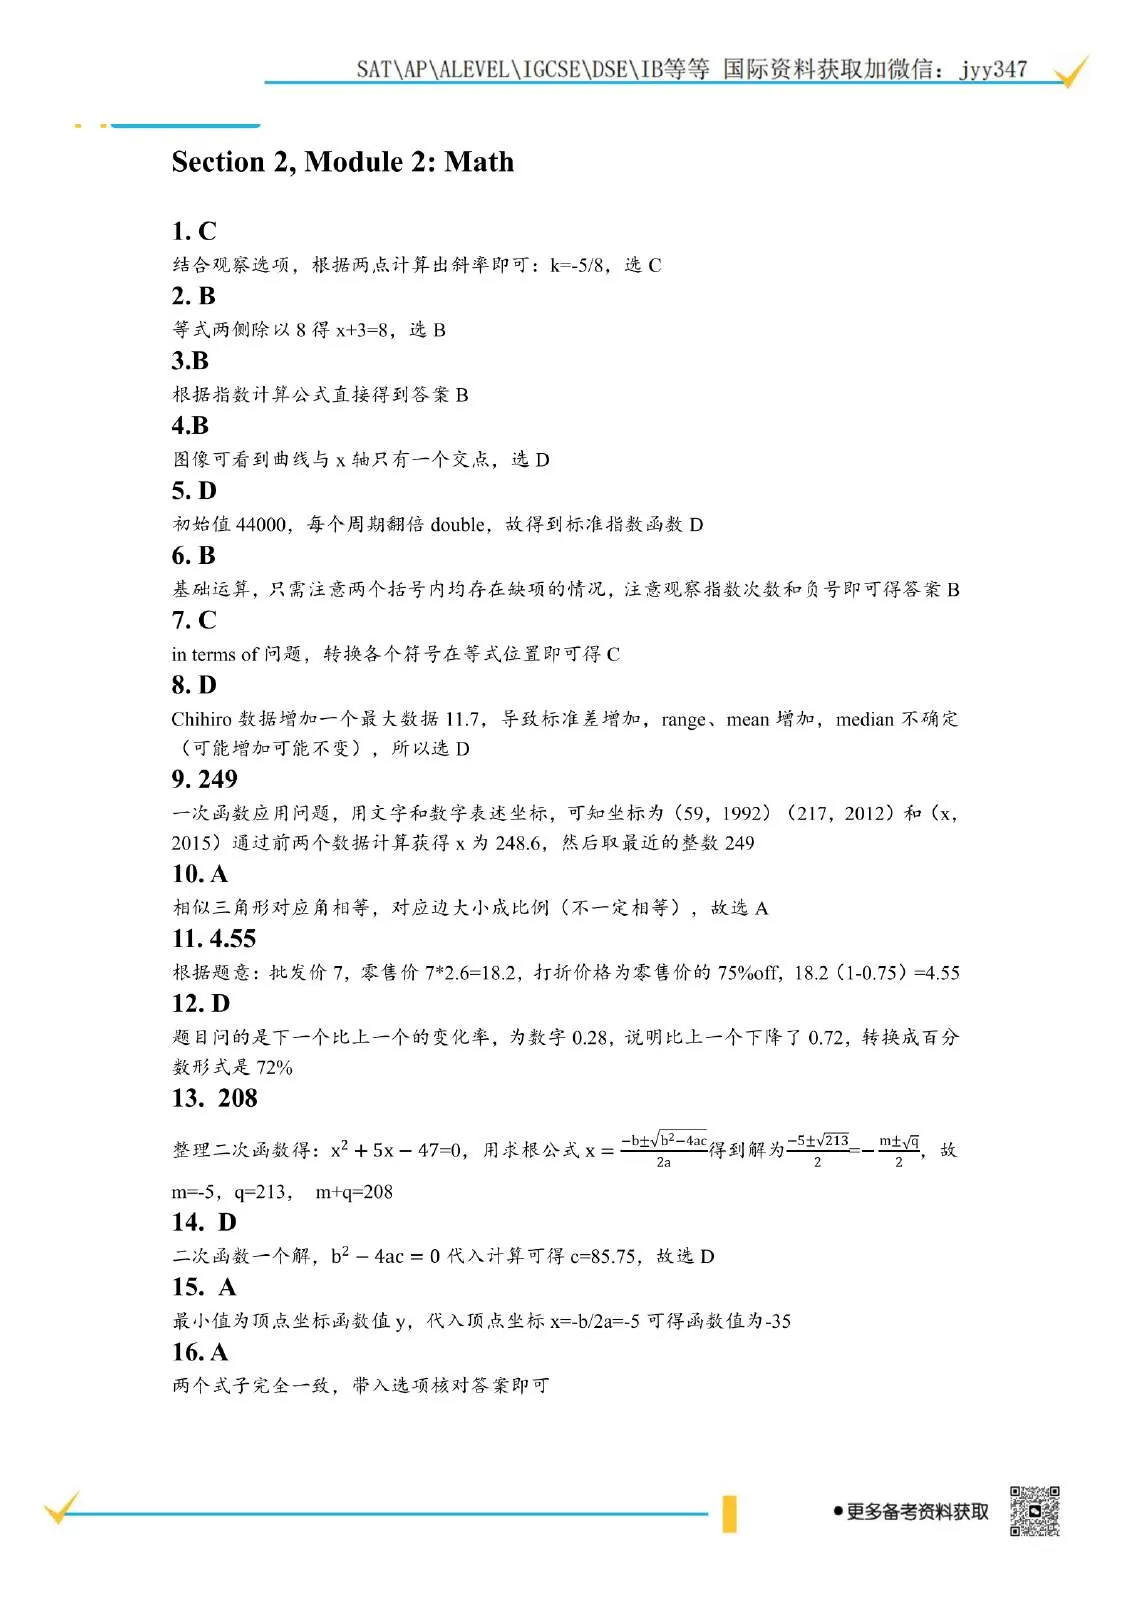 SAT\AP\ALEVEL\IGCSE\DSE\IB等等 国际资料获取加微信：jyy347
Section 2, Module 2: Math
1. C
结合观察选项，根据两点计算出斜率即可：k=-5/8，选 C
2. B
等式两侧除以 8 得 x+3=8，选 B
3.B
根据指数计算公式直接得到答案 B
4.B
图像可看到曲线与 x 轴只有一个交点，选 D
5. D
初始值 44000，每个周期翻倍 double，故得到标准指数函数 D
6. B
基础运算，只需注意两个括号内均存在缺项的情况，注意观察指数次数和负号即可得答案 B
7. C
in terms of 问题，转换各个符号在等式位置即可得 C
8. D
Chihiro 数据增加一个最大数据 11.7，导致标准差增加，range、mean 增加，median 不确定
（可能增加可能不变），所以选 D
9. 249
一次函数应用问题，用文字和数字表述坐标，可知坐标为（59，1992）（217，2012）和（x，
2015）通过前两个数据计算获得 x 为 248.6，然后取最近的整数 249
10. A
相似三角形对应角相等，对应边大小成比例（不一定相等），故选 A
11. 4.55
根据题意：批发价 7，零售价 7*2.6=18.2，打折价格为零售价的 75%off，18.2（1-0.75）=4.55
12. D
题目问的是下一个比上一个的变化率，为数字 0.28，说明比上一个下降了 0.72，转换成百分
数形式是 72%
13. 208
整理二次函数得：x² + 5x − 47=0，用求根公式 x = (−b±√(b²−4ac))/2a 得到解为 (−5±√213)/2=− (m±√q)/2，故
m=-5，q=213， m+q=208
14. D
二次函数一个解，b² − 4ac = 0 代入计算可得 c=85.75，故选 D
15. A
最小值为顶点坐标函数值 y，代入顶点坐标 x=-b/2a=-5 可得函数值为-35
16. A
两个式子完全一致，带入选项核对答案即可
●更多备考资料获取